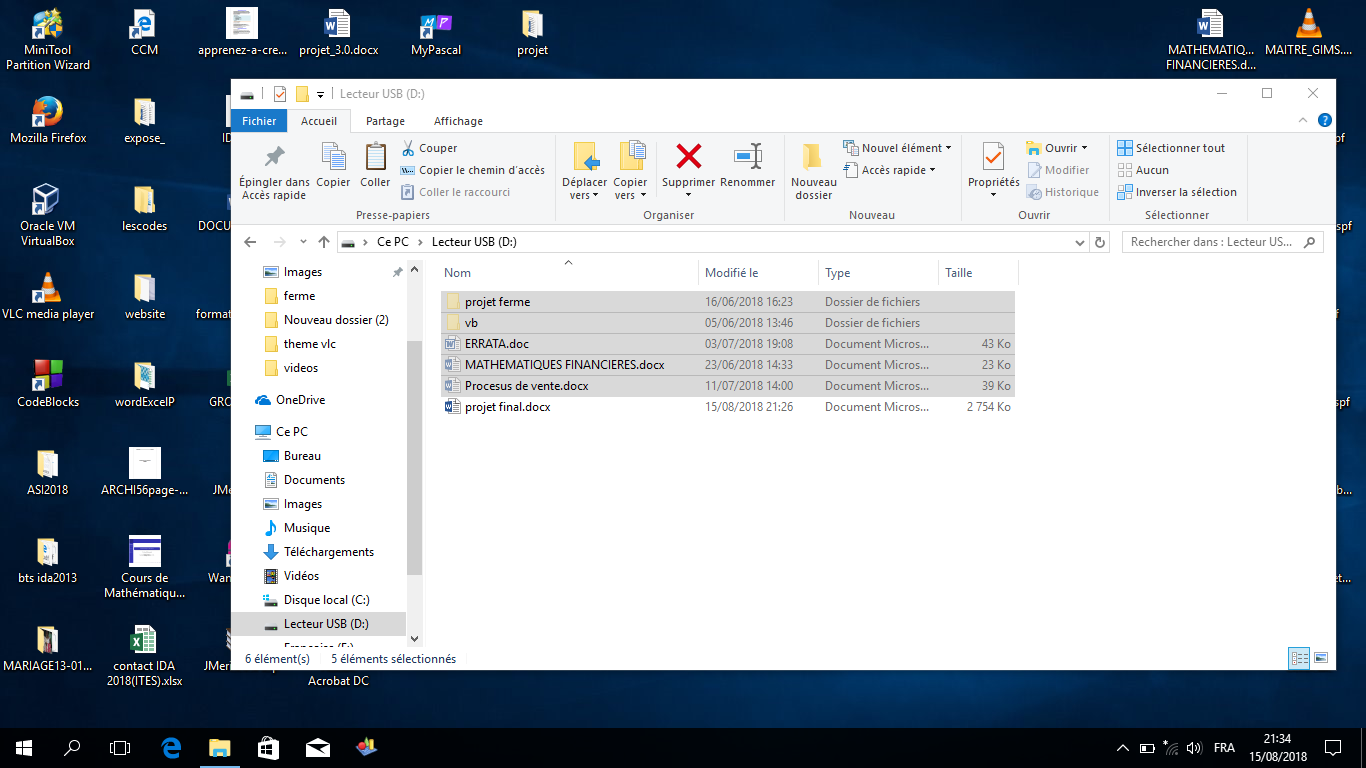 MiniTool
Partition Wizard
CCM
apprenez-a-cre...
projet_3.0.docx
MyPascal
projet
MATHEMATIQ...
FINANCIERES.d...
MAITRE_GIMS....
Mozilla Firefox
expose_
Oracle VM
VirtualBox
lescodes
DOCU
VLC media player
website
format
CodeBlocks
wordExcelP
GRO
ASI2018
ARCHI56page-...
JMe
bts ida2013
Cours de
Mathématiqu...
Wan
MARIAGE13-01...
contact IDA
2018(ITES).xlsx
JMeri
Acrobat DC
Lecteur USB (D:)
Fichier
Accueil
Partage
Affichage
Épingler dans
Accès rapide
Copier
Coller
Couper
Copier le chemin d'accès
Coller le raccourci
Presse-papiers
Déplacer
vers
Copier
vers
Supprimer
Renommer
Organiser
Nouveau
dossier
Nouvel élément
Accès rapide
Nouveau
Propriétés
Ouvrir
Modifier
Historique
Ouvrir
Sélectionner tout
Aucun
Inverser la sélection
Sélectionner
Ce PC > Lecteur USB (D:)
Rechercher dans : Lecteur US...
Images
ferme
Nouveau dossier (2)
theme vlc
videos
OneDrive
Ce PC
Bureau
Documents
Images
Musique
Téléchargements
Vidéos
Disque local (C:)
Lecteur USB (D:)
Nom Modifié le Type Taille
projet ferme 16/06/2018 16:23 Dossier de fichiers
vb 05/06/2018 13:46 Dossier de fichiers
ERRATA.doc 03/07/2018 19:08 Document Micros... 43 Ko
MATHEMATIQUES FINANCIERES.docx 23/06/2018 14:33 Document Micros... 23 Ko
Procesus de vente.docx 11/07/2018 14:00 Document Micros... 39 Ko
projet final.docx 15/08/2018 21:26 Document Micros... 2 754 Ko
6 élément(s) 5 éléments sélectionnés
FRA
21:34
15/08/2018